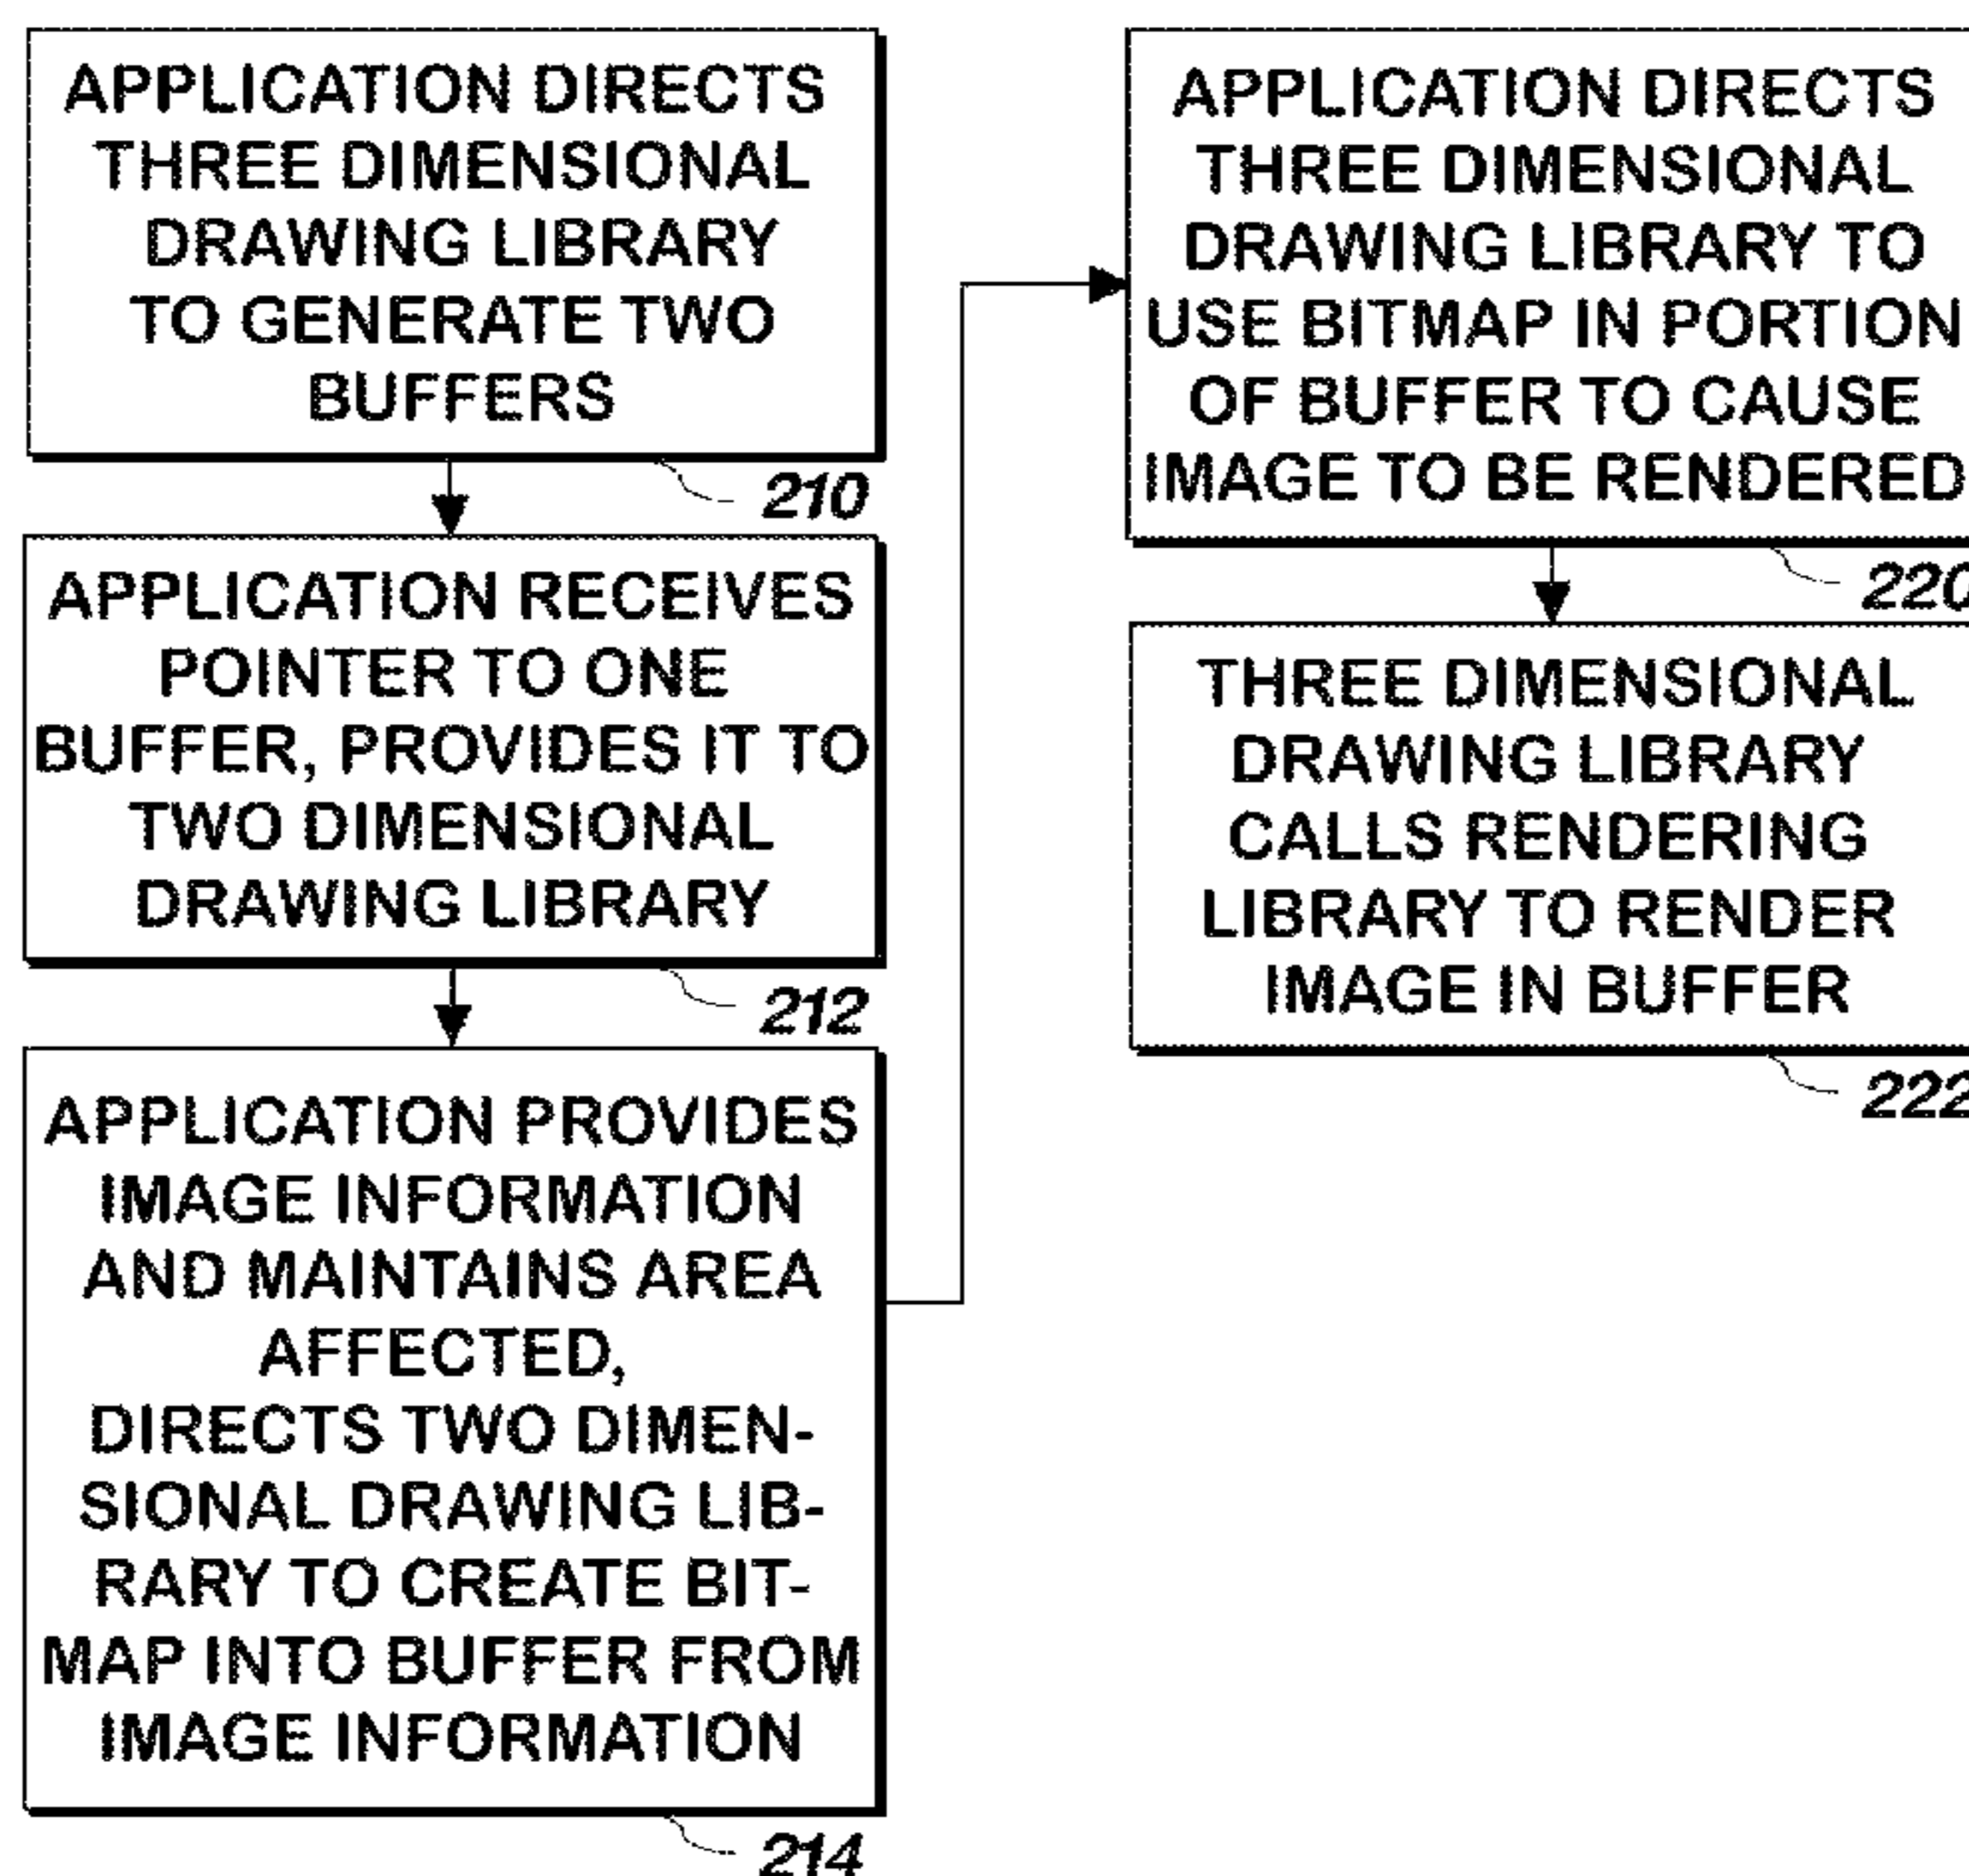 APPLICATION DIRECTS
THREE DIMENSIONAL
DRAWING LIBRARY
TO GENERATE TWO
BUFFERS
210
APPLICATION RECEIVES
POINTER TO ONE
BUFFER, PROVIDES IT TO
TWO DIMENSIONAL
DRAWING LIBRARY
212
APPLICATION PROVIDES
IMAGE INFORMATION
AND MAINTAINS AREA
AFFECTED,
DIRECTS TWO DIMEN-
SIONAL DRAWING LIB-
RARY TO CREATE BIT-
MAP INTO BUFFER FROM
IMAGE INFORMATION
214
APPLICATION DIRECTS
THREE DIMENSIONAL
DRAWING LIBRARY TO
USE BITMAP IN PORTION
OF BUFFER TO CAUSE
IMAGE TO BE RENDERED
220
THREE DIMENSIONAL
DRAWING LIBRARY
CALLS RENDERING
LIBRARY TO RENDER
IMAGE IN BUFFER
222